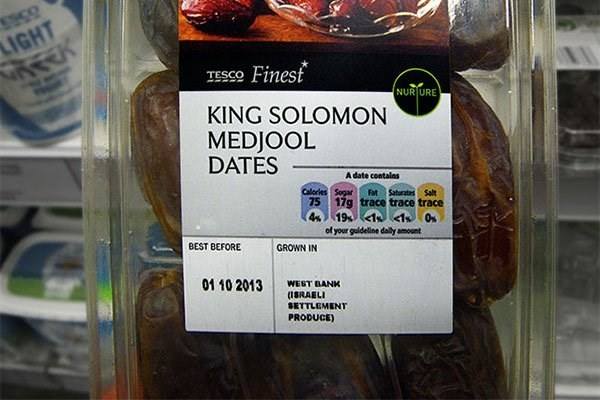 TESCO
LIGHT
GREEK
TESCO Finest*
NURTURE
KING SOLOMON
MEDJOOL
DATES
A date contains
Calories Sugar Fat Saturates Salt
75 17g trace trace trace
4% 19% <1% <1% 0%
of your guideline daily amount
BEST BEFORE GROWN IN
01 10 2013
WEST BANK
(ISRAELI
SETTLEMENT
PRODUCE)